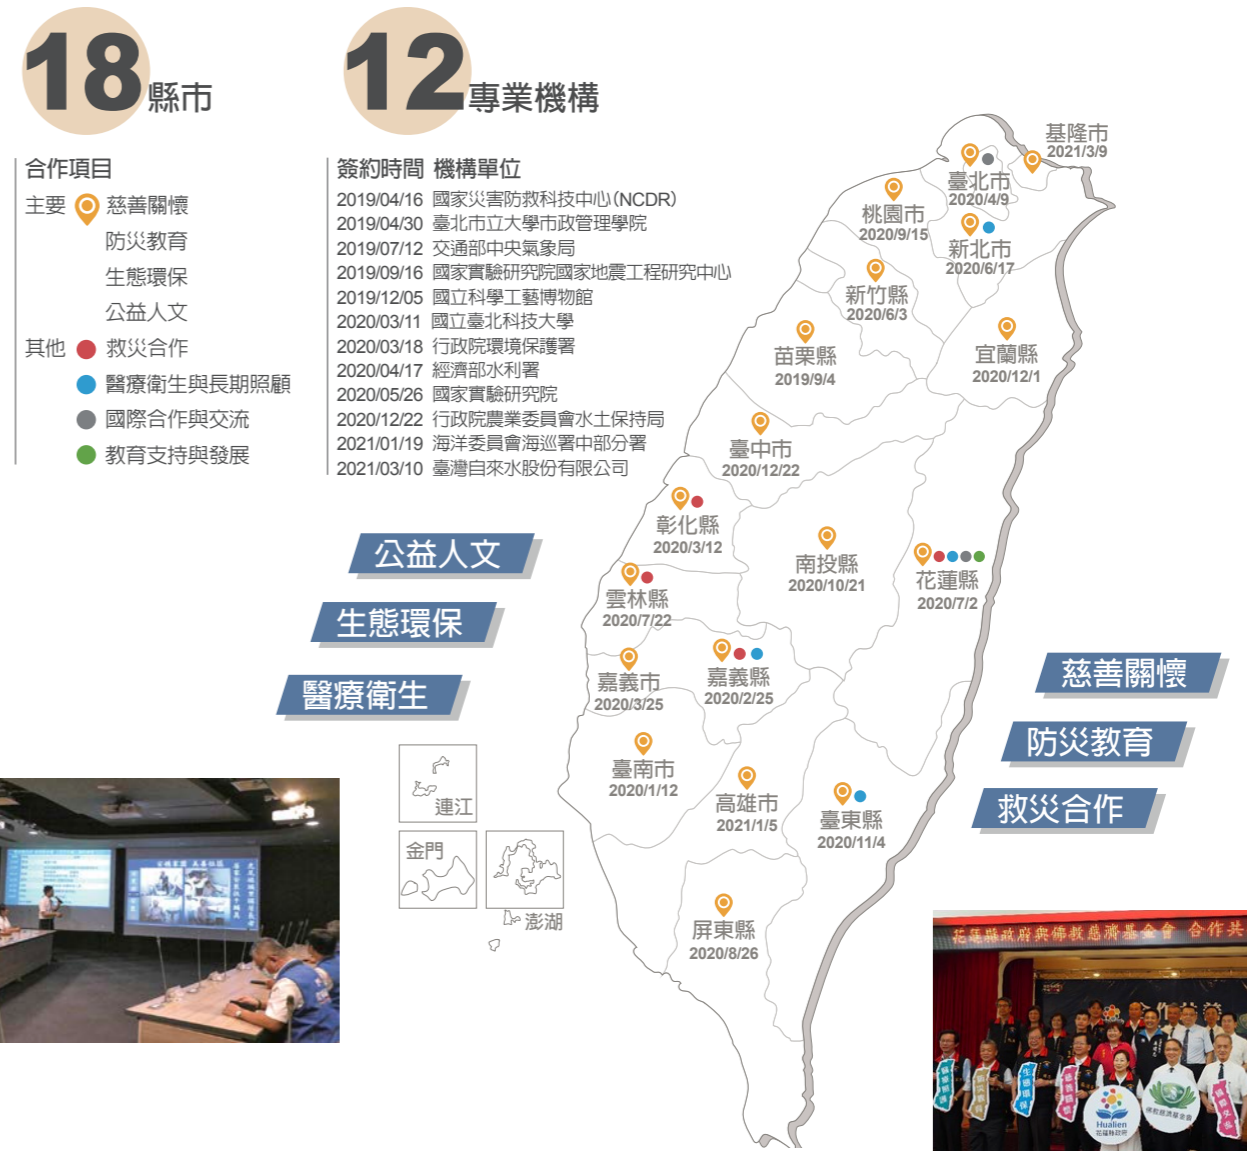 18縣市
合作項目
主要 慈善關懷
防災教育
生態環保
公益人文
其他 救災合作
醫療衛生與長期照顧
國際合作與交流
教育支持與發展
12專業機構
簽約時間 機構單位
2019/04/16 國家災害防救科技中心(NCDR)
2019/04/30 臺北市立大學市政管理學院
2019/07/12 交通部中央氣象局
2019/09/16 國家實驗研究院國家地震工程研究中心
2019/12/05 國立科學工藝博物館
2020/03/11 國立臺北科技大學
2020/03/18 行政院環境保護署
2020/04/17 經濟部水利署
2020/05/26 國家實驗研究院
2020/12/22 行政院農業委員會水土保持局
2021/01/19 海洋委員會海巡署中部分署
2021/03/10 臺灣自來水股份有限公司
基隆市
2021/3/9
臺北市
2020/4/9
桃園市
2020/9/15
新北市
2020/6/17
新竹縣
2020/6/3
苗栗縣
2019/9/4
宜蘭縣
2020/12/1
臺中市
2020/12/22
彰化縣
2020/3/12
南投縣
2020/10/21
花蓮縣
2020/7/2
雲林縣
2020/7/22
嘉義市
2020/3/25
嘉義縣
2020/2/25
臺南市
2020/1/12
高雄市
2021/1/5
臺東縣
2020/11/4
屏東縣
2020/8/26
連江
金門
澎湖
公益人文
生態環保
醫療衛生
慈善關懷
防災教育
救災合作
花蓮縣政府與佛教慈濟基金會 合作共
Hualien
花蓮縣政府
佛教慈濟基金會